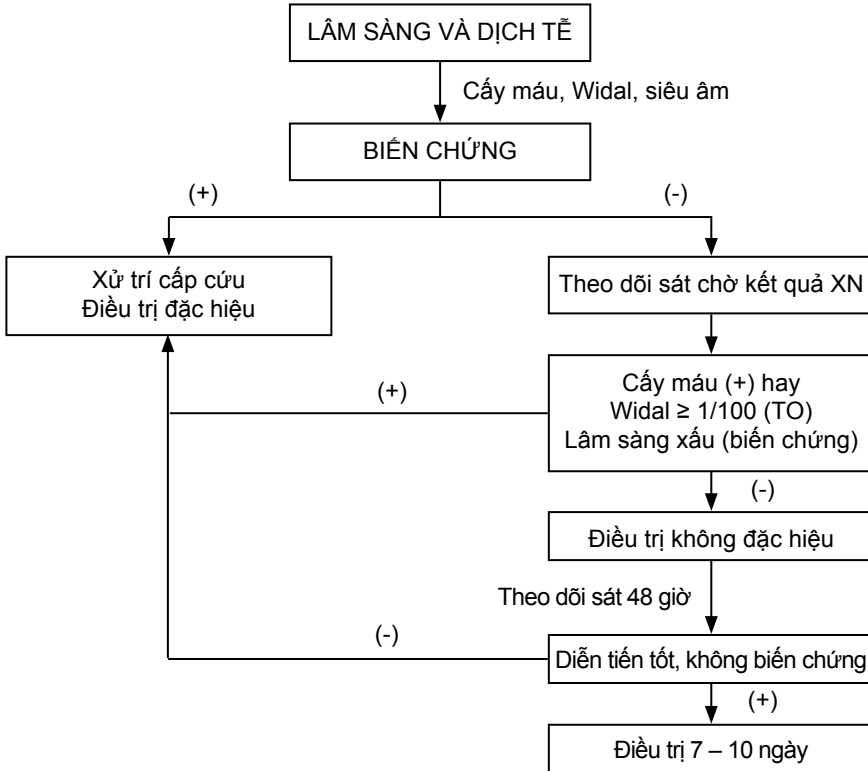 LÂM SÀNG VÀ DỊCH TỄ
Cấy máu, Widal, siêu âm
BIẾN CHỨNG
(+)
(-)
Xử trí cấp cứu
Điều trị đặc hiệu
Theo dõi sát chờ kết quả XN
(+)
Cấy máu (+) hay
Widal ≥ 1/100 (TO)
Lâm sàng xấu (biến chứng)
(-)
Điều trị không đặc hiệu
Theo dõi sát 48 giờ
(-)
Diễn tiến tốt, không biến chứng
(+)
Điều trị 7 – 10 ngày